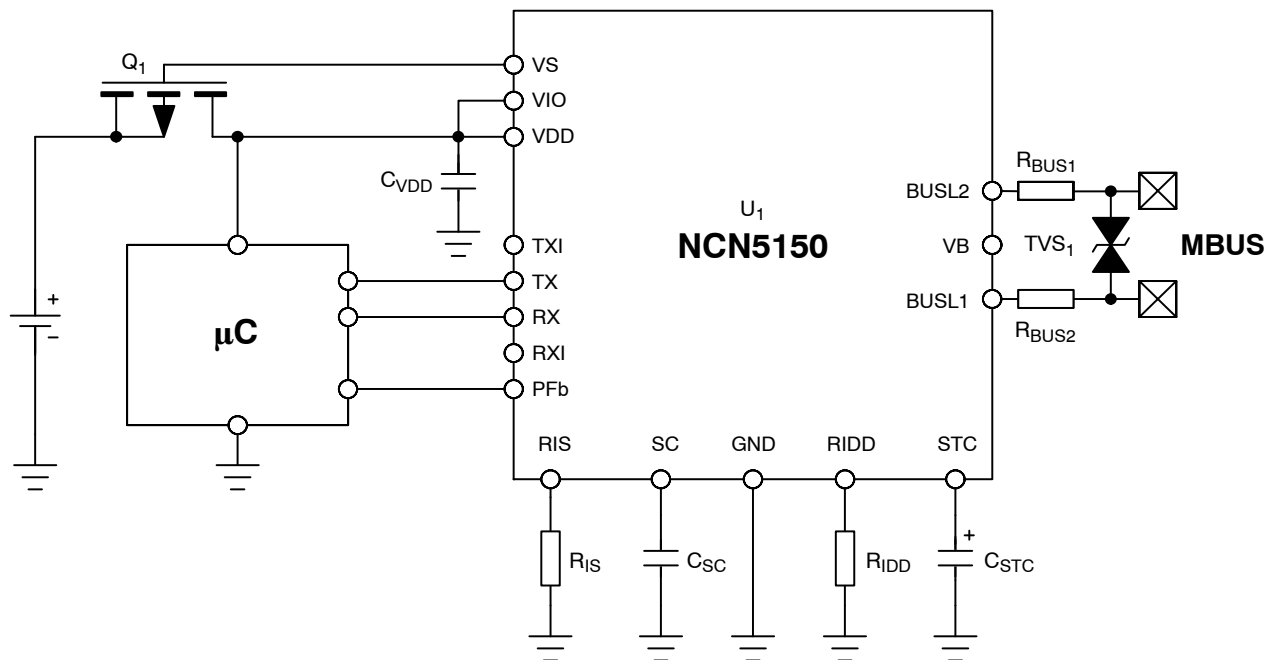 Q1
VS
VIO
VDD
CVDD
RBUS1
BUSL2
U1
NCN5150
TXI
VB
TVS1
MBUS
TX
BUSL1
RX
RBUS2
+
-
μC
RXI
PFb
RIS
SC
GND
RIDD
STC
+
RIS
CSC
RIDD
CSTC